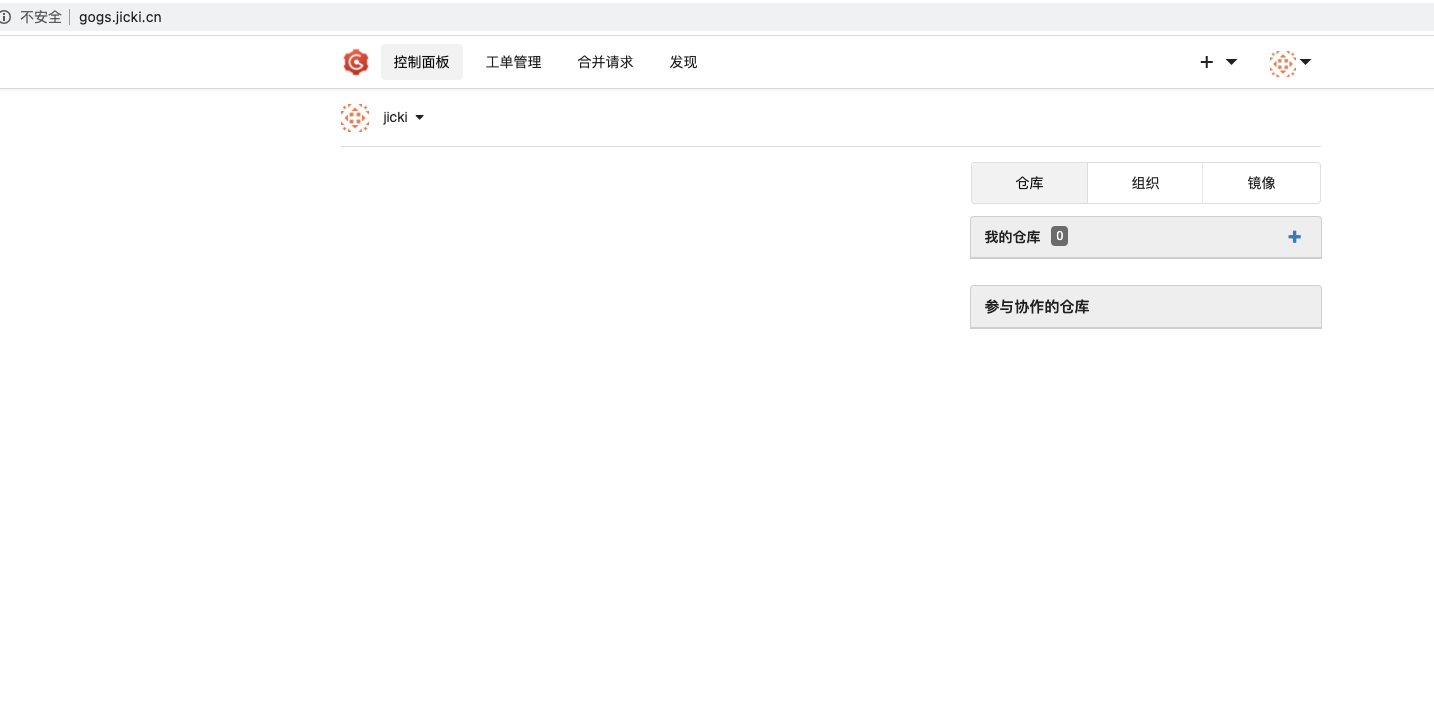 不安全 gogs.jicki.cn
控制面板 工单管理 合并请求 发现
jicki
仓库 组织 镜像
我的仓库 0
参与协作的仓库